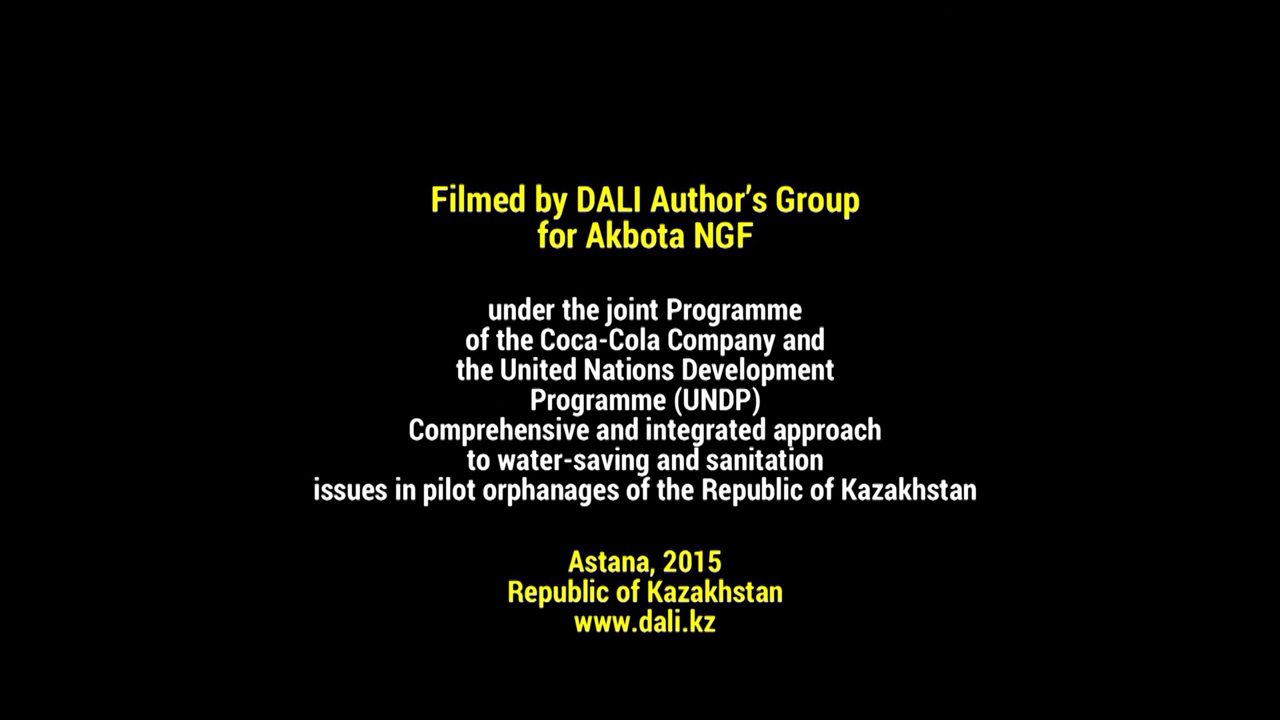 Filmed by DALI Author’s Group
for Akbota NGF
under the joint Programme
of the Coca-Cola Company and
the United Nations Development
Programme (UNDP)
Comprehensive and integrated approach
to water-saving and sanitation
issues in pilot orphanages of the Republic of Kazakhstan
Astana, 2015
Republic of Kazakhstan
www.dali.kz